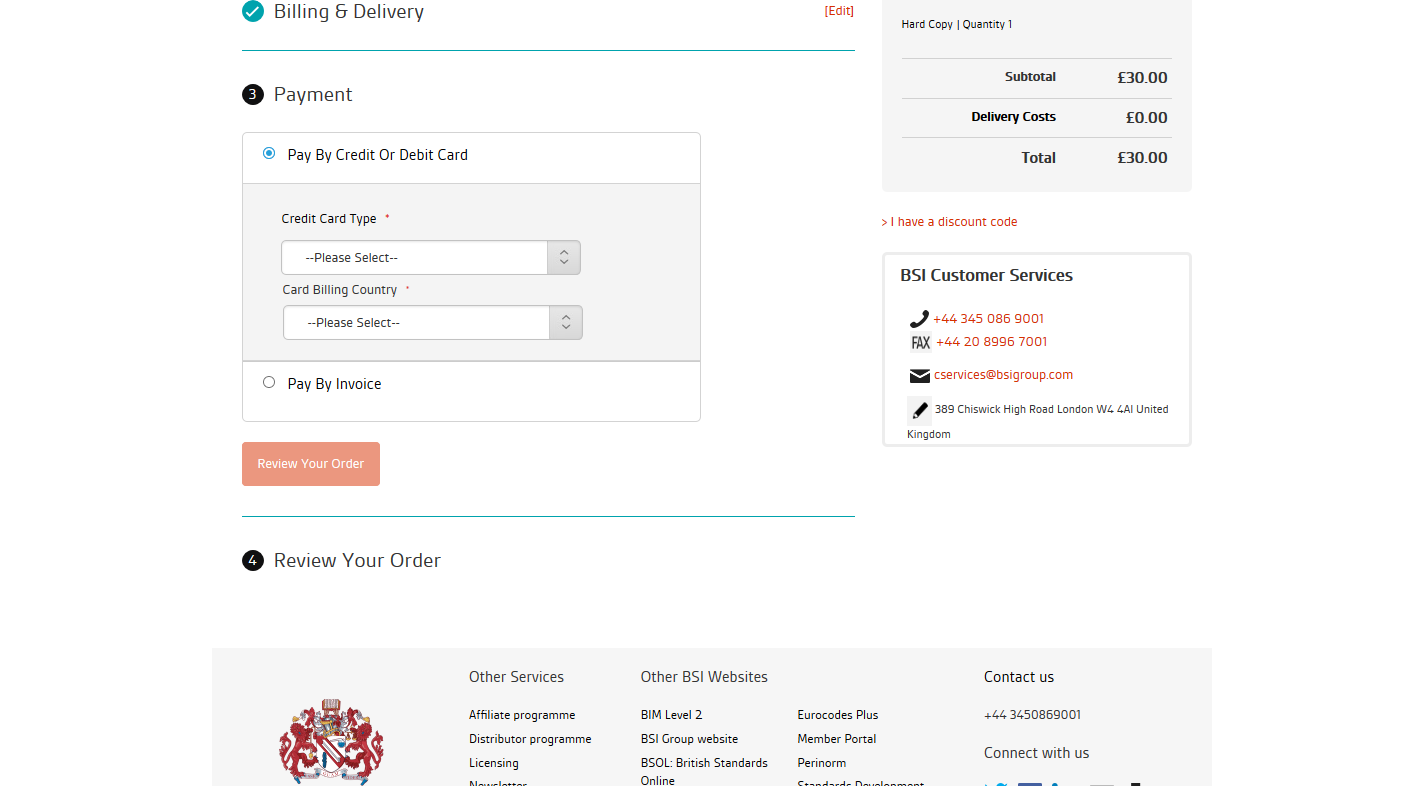 Billing & Delivery
[Edit]
3 Payment
Pay By Credit Or Debit Card
Credit Card Type *
--Please Select--
Card Billing Country *
--Please Select--
Pay By Invoice
Review Your Order
4 Review Your Order
Hard Copy | Quantity 1
Subtotal £30.00
Delivery Costs £0.00
Total £30.00
> I have a discount code
BSI Customer Services
+44 345 086 9001
FAX +44 20 8996 7001
cservices@bsigroup.com
389 Chiswick High Road London W4 4Al United
Kingdom
Other Services
Affiliate programme
Distributor programme
Licensing
Newsletter
Other BSI Websites
BIM Level 2
BSI Group website
BSOL: British Standards
Online
Eurocodes Plus
Member Portal
Perinorm
Standards Development
Contact us
+44 3450869001
Connect with us